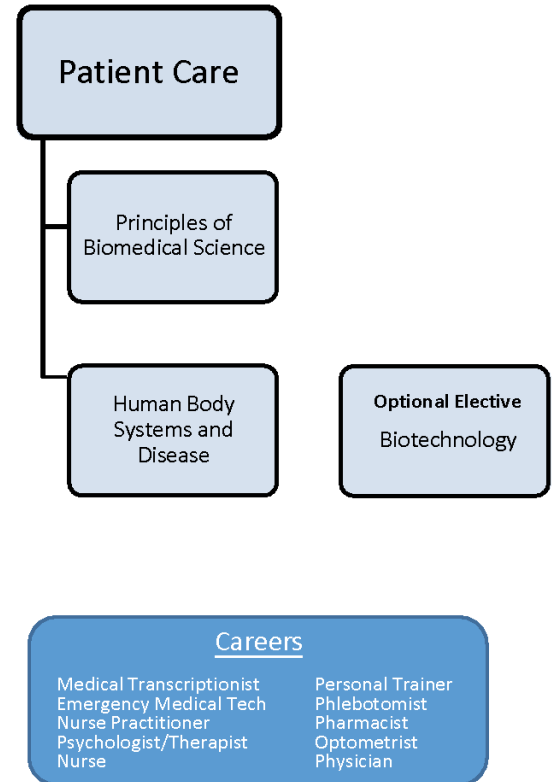 Patient Care
Principles of
Biomedical Science
Human Body
Systems and
Disease
Optional Elective
Biotechnology
Careers
Medical Transcriptionist
Emergency Medical Tech
Nurse Practitioner
Psychologist/Therapist
Nurse
Personal Trainer
Phlebotomist
Pharmacist
Optometrist
Physician